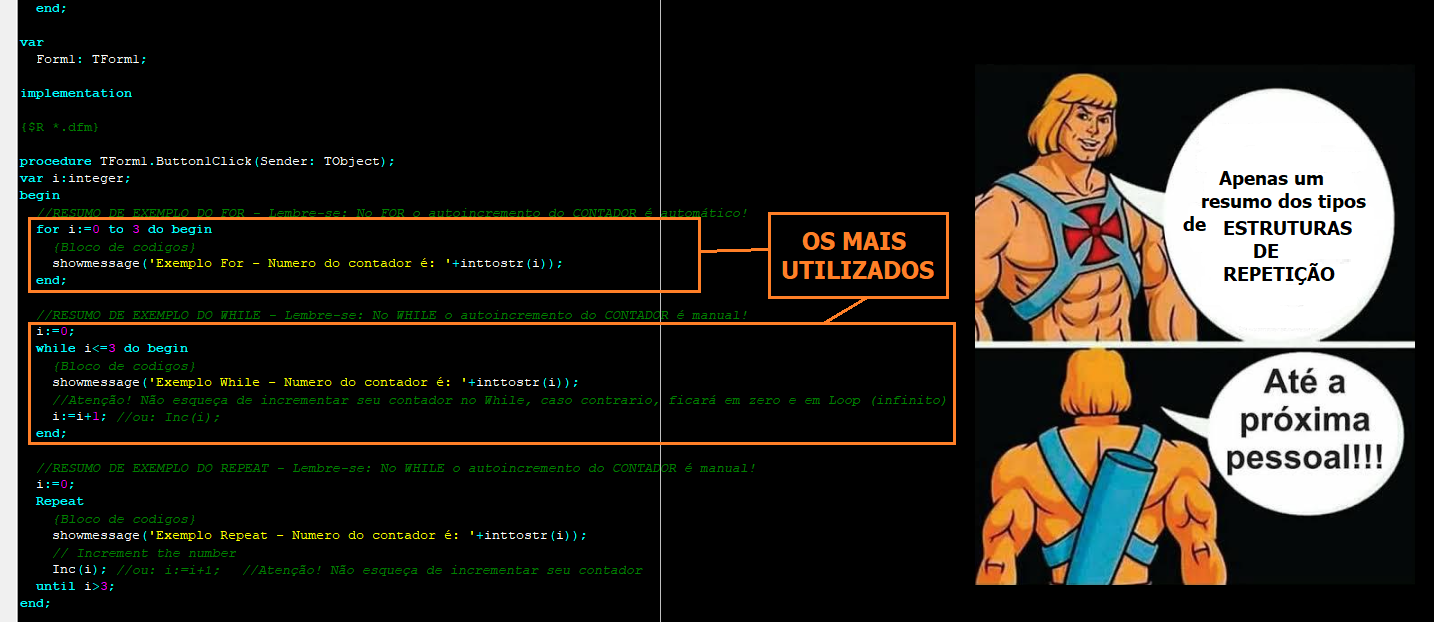 end;
var
Form1: TForm1;
implementation
{$R *.dfm}
procedure TForm1.Button1Click(Sender: TObject);
var i:integer;
begin
//RESUMO DE EXEMPLO DO FOR - Lembre-se: No FOR o autoincremento do CONTADOR é automático!
for i:=0 to 3 do begin
{Bloco de codigos}
showmessage('Exemplo For - Numero do contador é: '+inttostr(i));
end;
//RESUMO DE EXEMPLO DO WHILE - Lembre-se: No WHILE o autoincremento do CONTADOR é manual!
i:=0;
while i<=3 do begin
{Bloco de codigos}
showmessage('Exemplo While - Numero do contador é: '+inttostr(i));
//Atenção! Não esqueça de incrementar seu contador no While, caso contrario, ficará em zero e em Loop (infinito)
i:=i+1; //ou: Inc(i);
end;
//RESUMO DE EXEMPLO DO REPEAT - Lembre-se: No WHILE o autoincremento do CONTADOR é manual!
i:=0;
Repeat
{Bloco de codigos}
showmessage('Exemplo Repeat - Numero do contador é: '+inttostr(i));
// Increment the number
Inc(i); //ou: i:=i+1; //Atenção! Não esqueça de incrementar seu contador
until i>3;
end;
OS MAIS
UTILIZADOS
Apenas um
resumo dos tipos
de ESTRUTURAS
DE
REPETIÇÃO
Até a
próxima
pessoal!!!